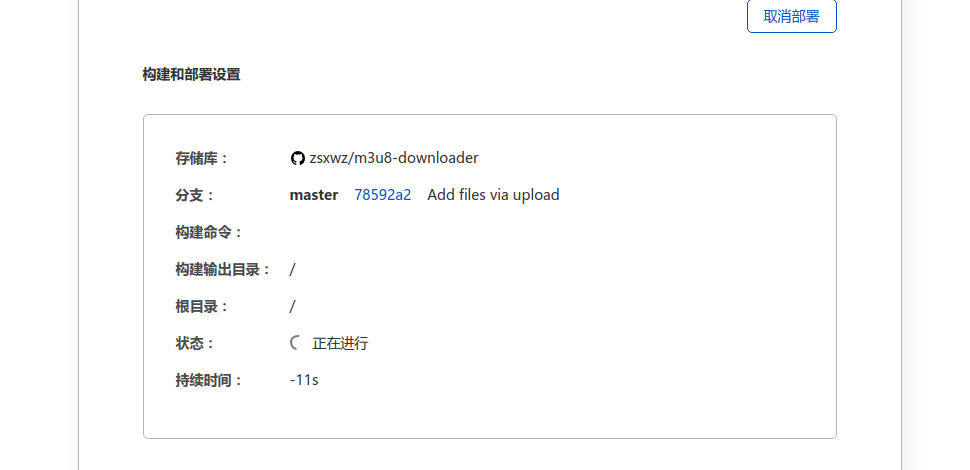 取消部署
构建和部署设置
存储库： zsxwz/m3u8-downloader
分支： master 78592a2 Add files via upload
构建命令：
构建输出目录： /
根目录： /
状态： 正在进行
持续时间： -11s